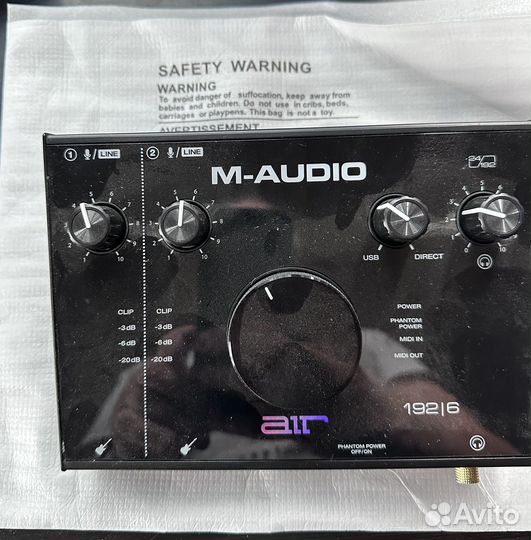 SAFETY WARNING
WARNING
To avoid danger of suffocation, keep away from
babies and children. Do not use in cribs, beds,
carriages or playpens. This bag is not a toy.
AVERTISSEMENT
1 / LINE
2 / LINE
M-AUDIO
24/192
USB
DIRECT
CLIP
-3dB
-6dB
-20dB
CLIP
-3dB
-6dB
-20dB
POWER
PHANTOM
POWER
MIDI IN
MIDI OUT
air
192|6
PHANTOM POWER
OFF/ON
Avito